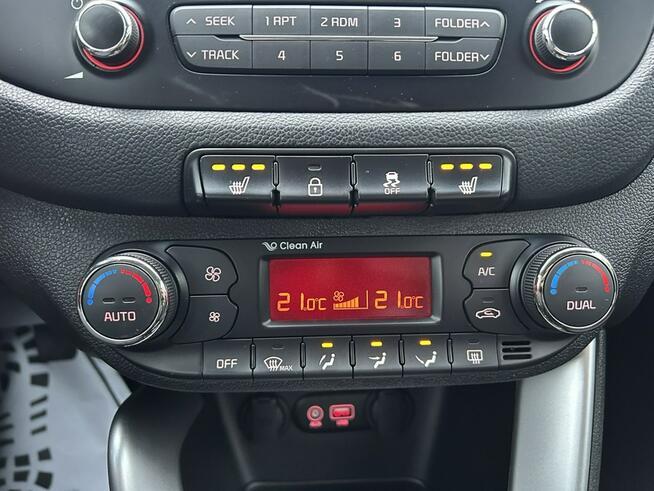 SEEK 1 RPT 2 RDM 3 FOLDER
TRACK 4 5 6 FOLDER
OFF
Clean Air
A/C
21.0°C 21.0°C
AUTO
DUAL
OFF MAX